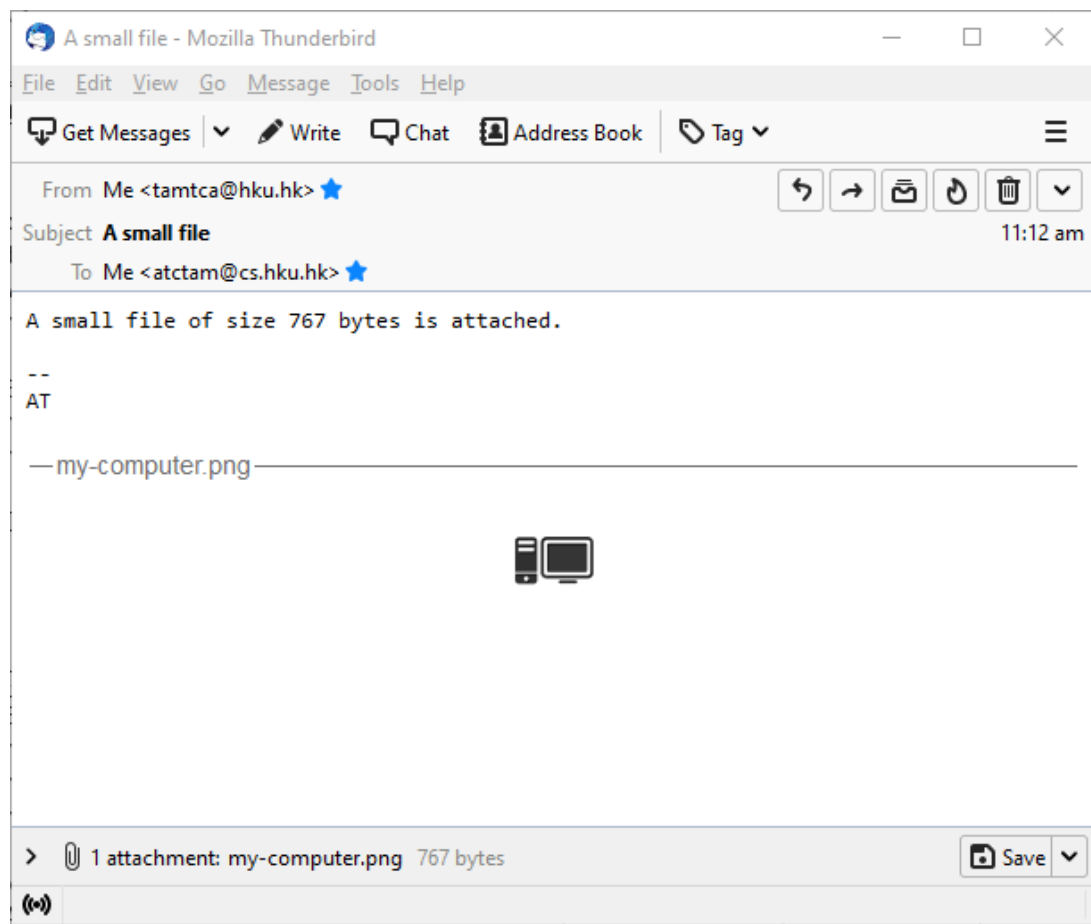 A small file - Mozilla Thunderbird
File Edit View Go Message Tools Help
Get Messages Write Chat Address Book Tag
From Me <tamtca@hku.hk>
Subject A small file 11:12 am
To Me <atctam@cs.hku.hk>
A small file of size 767 bytes is attached.
--
AT
my-computer.png
1 attachment: my-computer.png 767 bytes Save